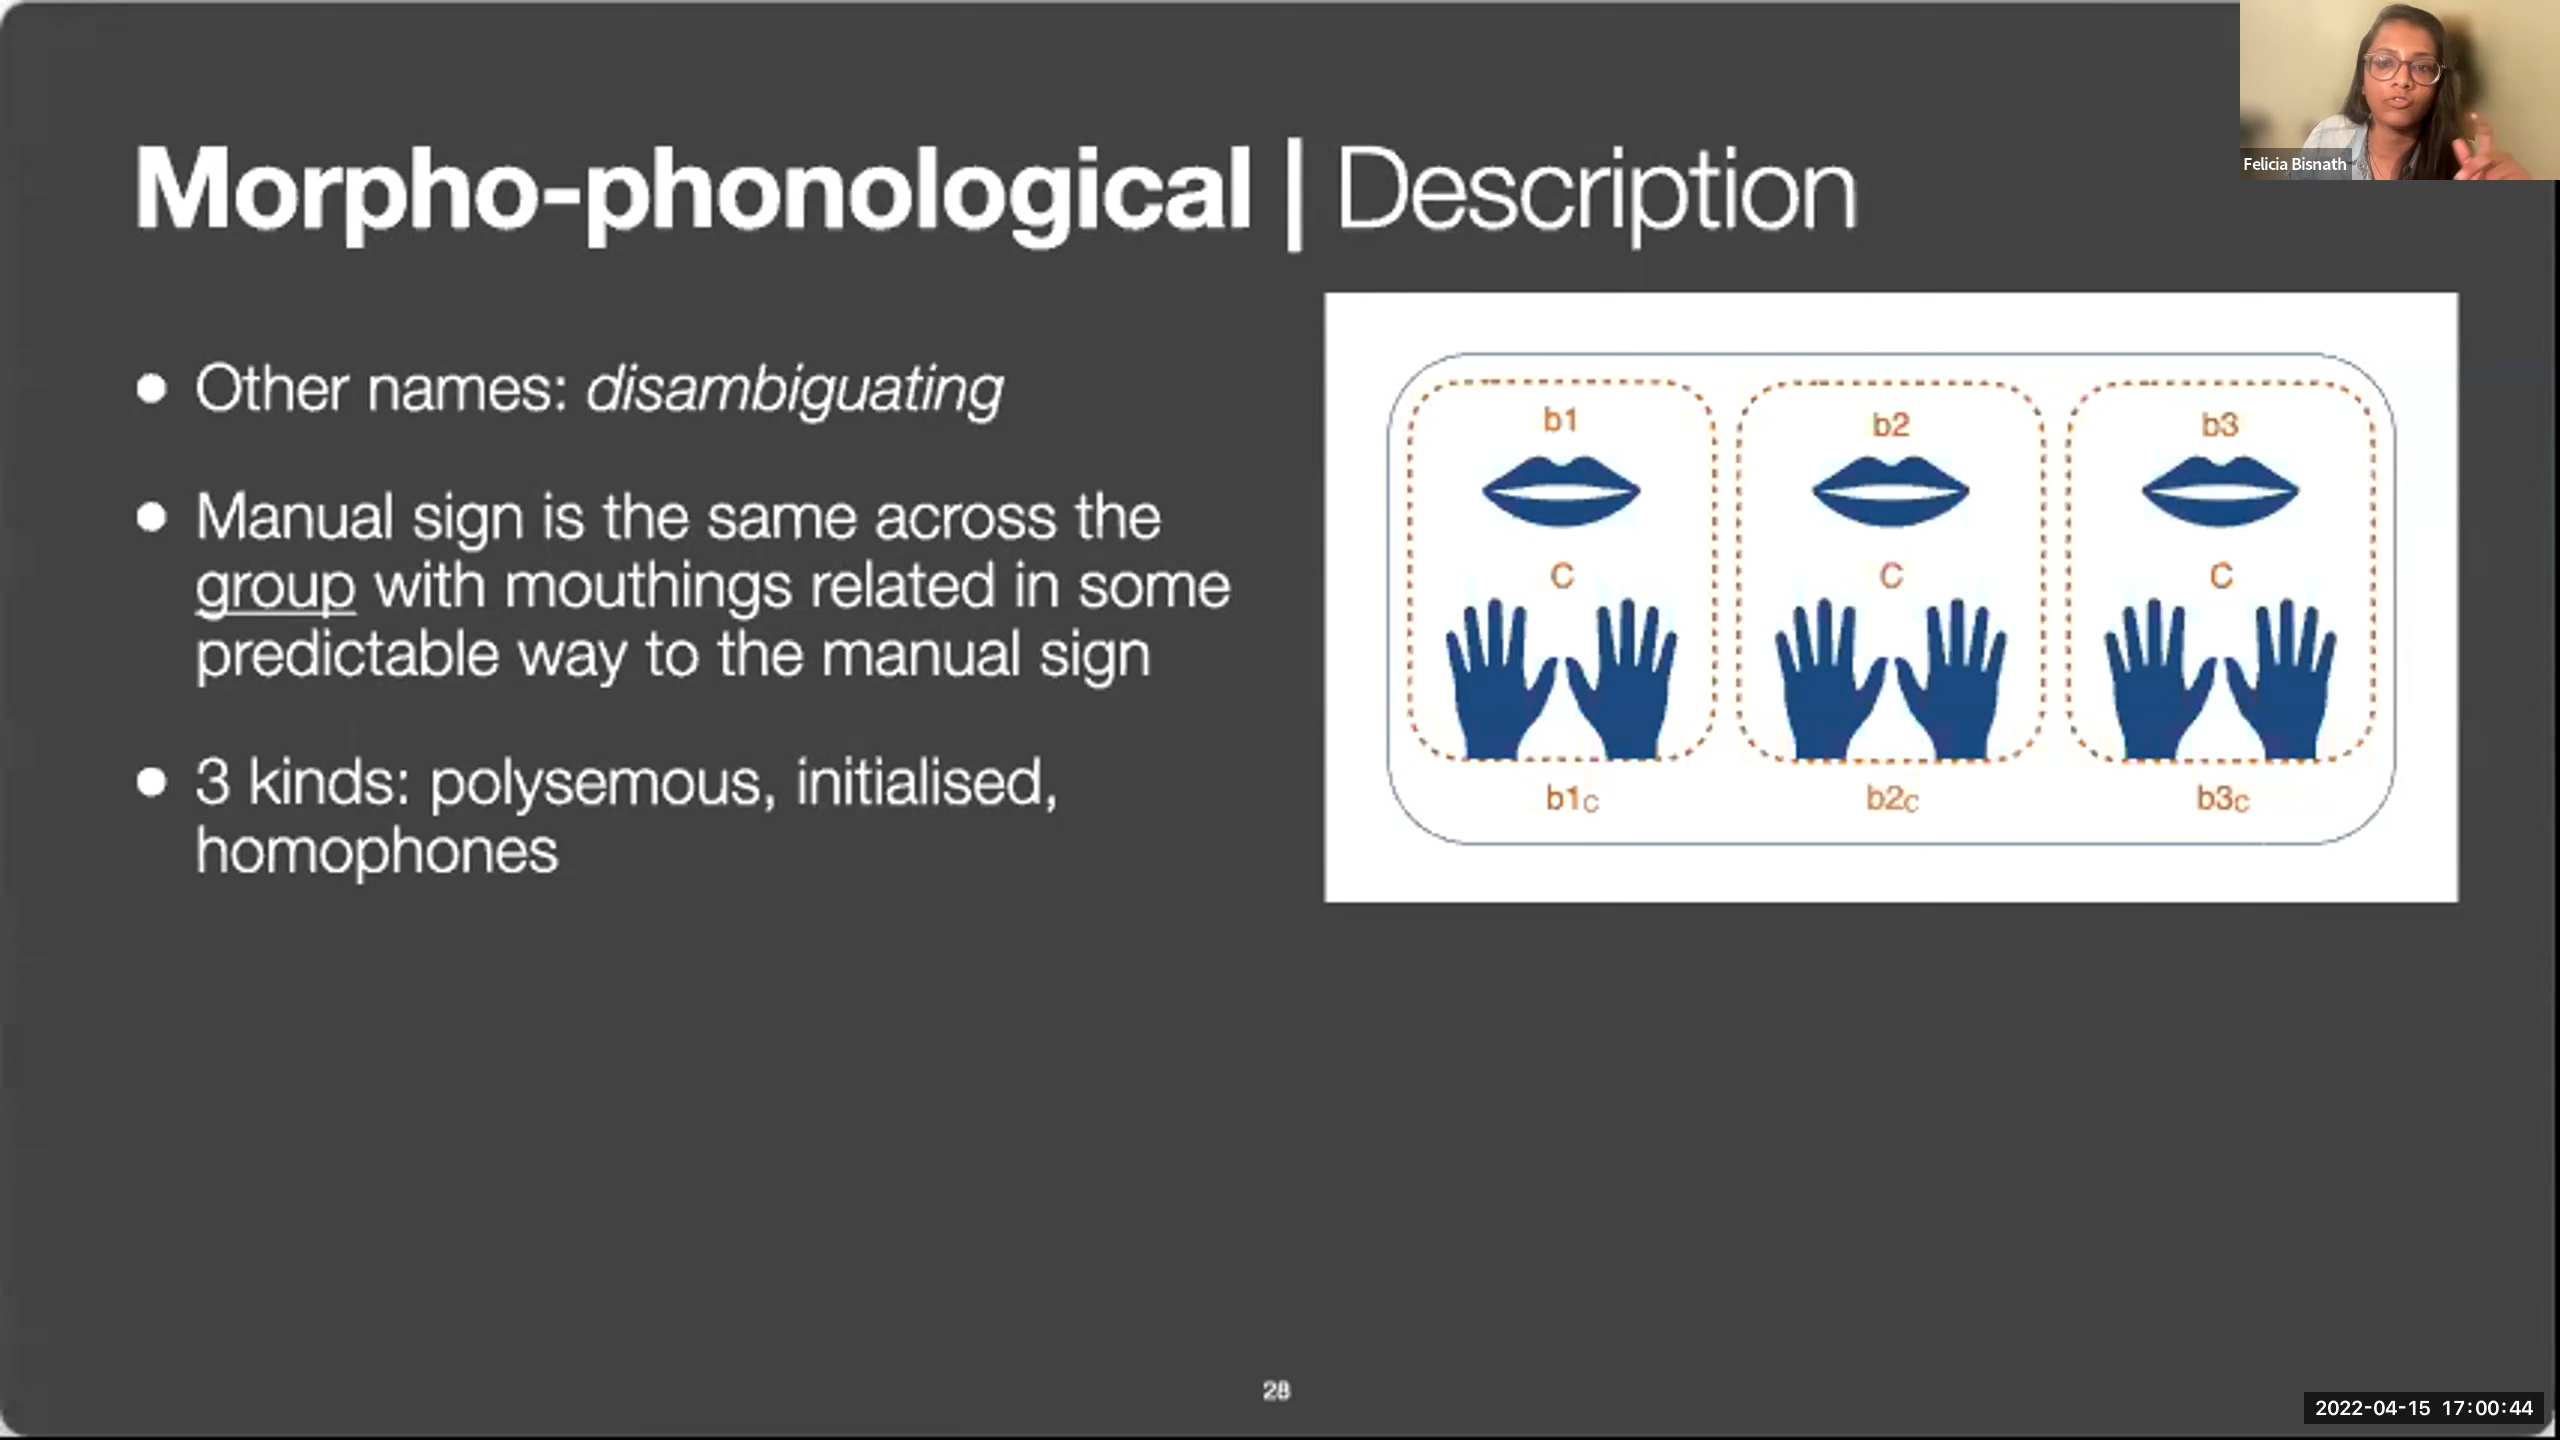 Felicia Bisnath
Morpho-phonological | Description
● Other names: disambiguating
● Manual sign is the same across the
group with mouthings related in some
predictable way to the manual sign
● 3 kinds: polysemous, initialised,
homophones
b1 b2 b3
C C C
b1C b2C b3C
28
2022-04-15 17:00:44